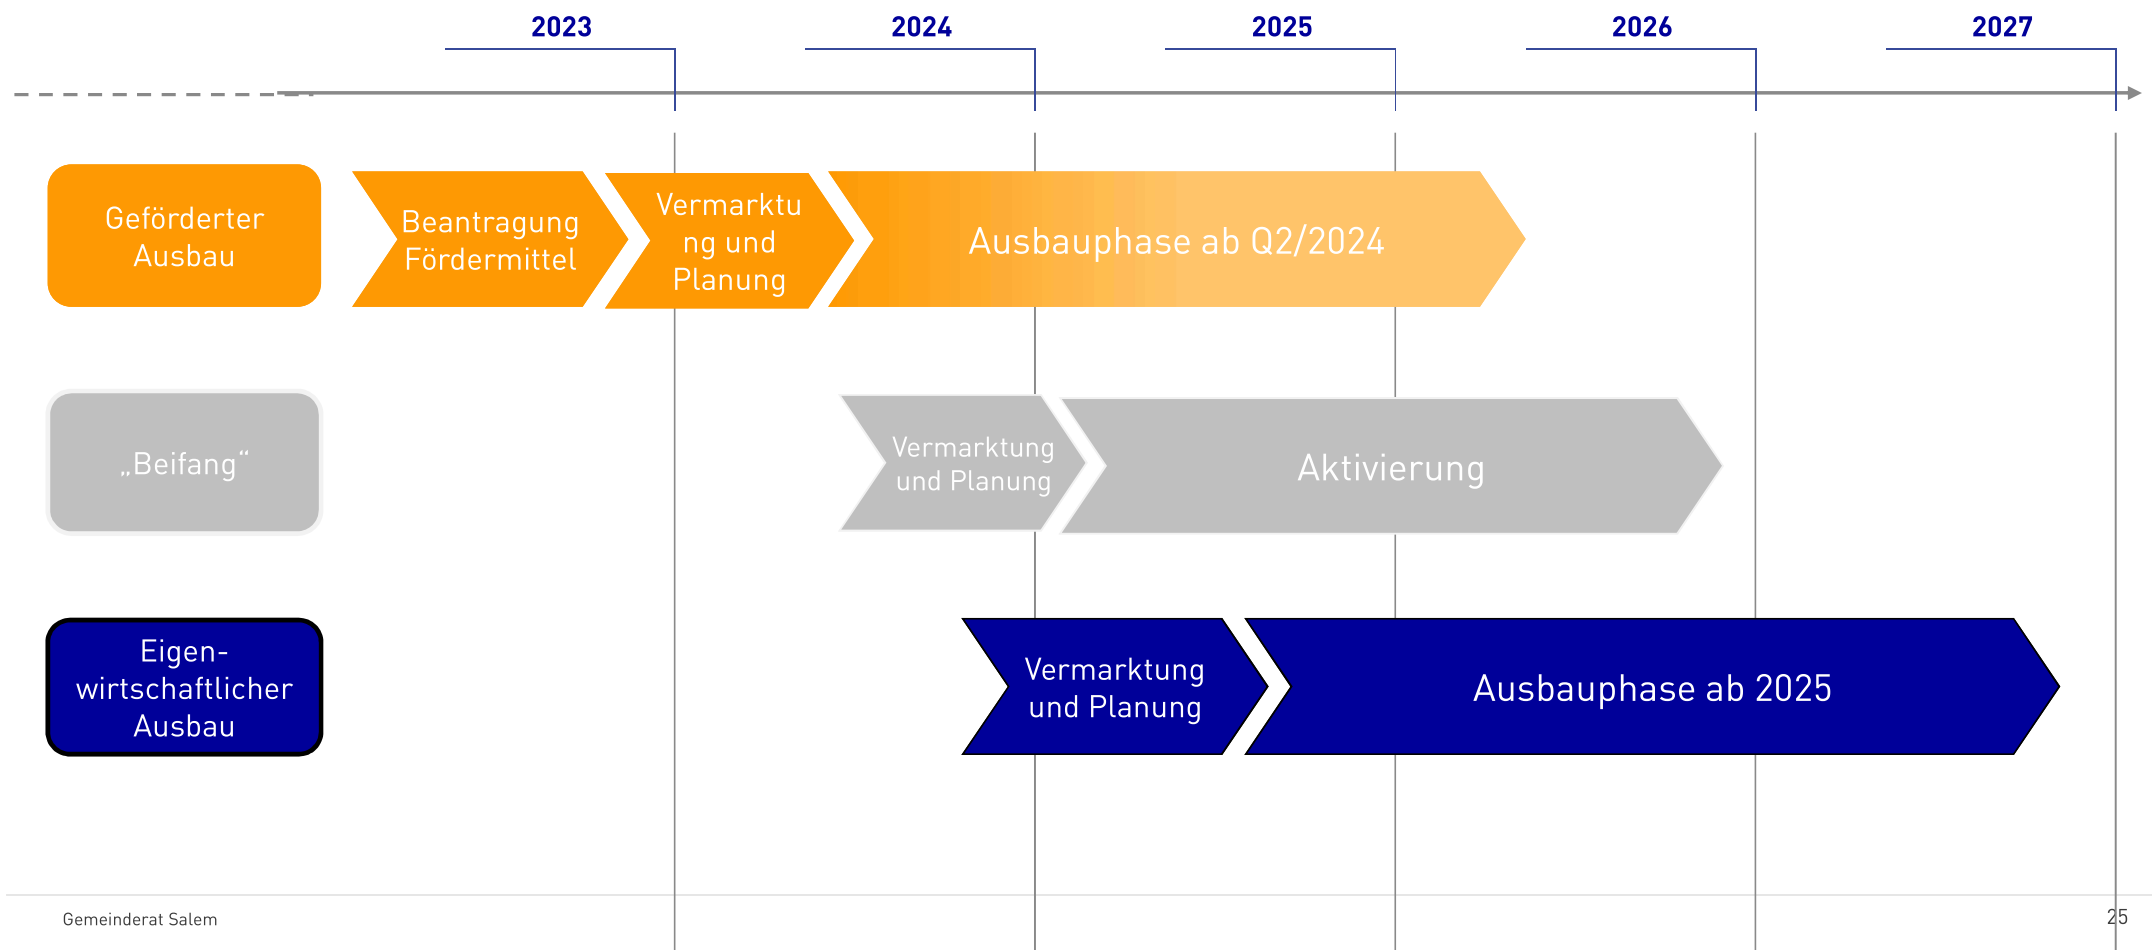 2023
2024
2025
2026
2027
Geförderter
Ausbau
Beantragung
Fördermittel
Vermarktu
ng und
Planung
Ausbauphase ab Q2/2024
„Beifang“
Vermarktung
und Planung
Aktivierung
Eigen-
wirtschaftlicher
Ausbau
Vermarktung
und Planung
Ausbauphase ab 2025
Gemeinderat Salem
25